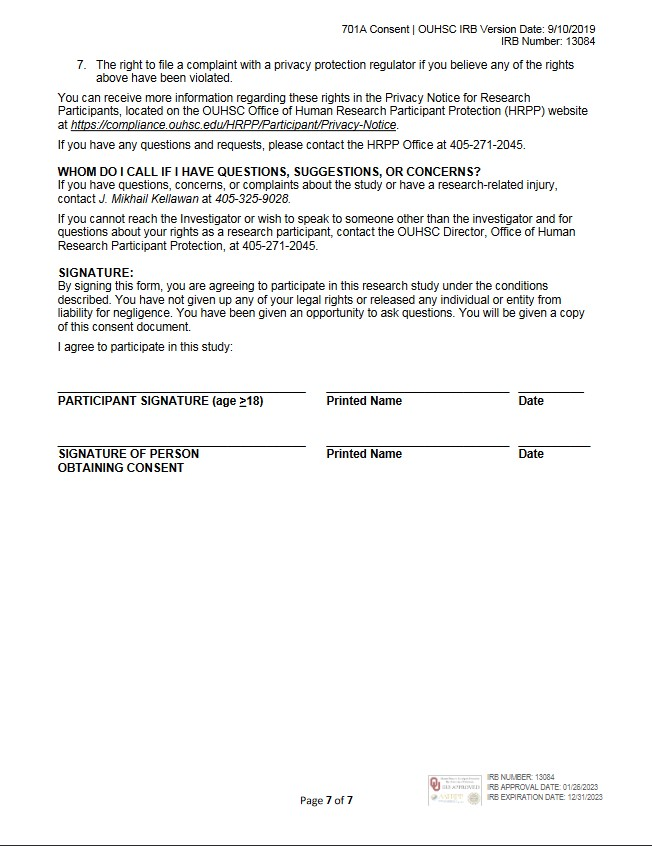 701A Consent | OUHSC IRB Version Date: 9/10/2019
IRB Number: 13084
7. The right to file a complaint with a privacy protection regulator if you believe any of the rights
above have been violated.
You can receive more information regarding these rights in the Privacy Notice for Research
Participants, located on the OUHSC Office of Human Research Participant Protection (HRPP) website
at https://compliance.ouhsc.edu/HRPP/Participant/Privacy-Notice.
If you have any questions and requests, please contact the HRPP Office at 405-271-2045.
WHOM DO I CALL IF I HAVE QUESTIONS, SUGGESTIONS, OR CONCERNS?
If you have questions, concerns, or complaints about the study or have a research-related injury,
contact J. Mikhail Kellawan at 405-325-9028.
If you cannot reach the Investigator or wish to speak to someone other than the investigator and for
questions about your rights as a research participant, contact the OUHSC Director, Office of Human
Research Participant Protection, at 405-271-2045.
SIGNATURE:
By signing this form, you are agreeing to participate in this research study under the conditions
described. You have not given up any of your legal rights or released any individual or entity from
liability for negligence. You have been given an opportunity to ask questions. You will be given a copy
of this consent document.
I agree to participate in this study:
PARTICIPANT SIGNATURE (age ≥18) Printed Name Date
SIGNATURE OF PERSON Printed Name Date
OBTAINING CONSENT
Page 7 of 7
IRB APPROVED
IRB NUMBER: 13084
IRB APPROVAL DATE: 01/26/2023
IRB EXPIRATION DATE: 12/31/2023